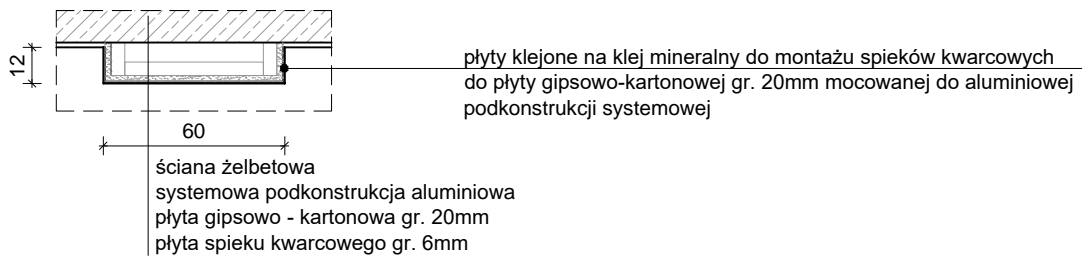 płyty klejone na klej mineralny do montażu spieków kwarcowych
do płyty gipsowo-kartonowej gr. 20mm mocowanej do aluminiowej
podkonstrukcji systemowej
12
60
ściana żelbetowa
systemowa podkonstrukcja aluminiowa
płyta gipsowo - kartonowa gr. 20mm
płyta spieku kwarcowego gr. 6mm